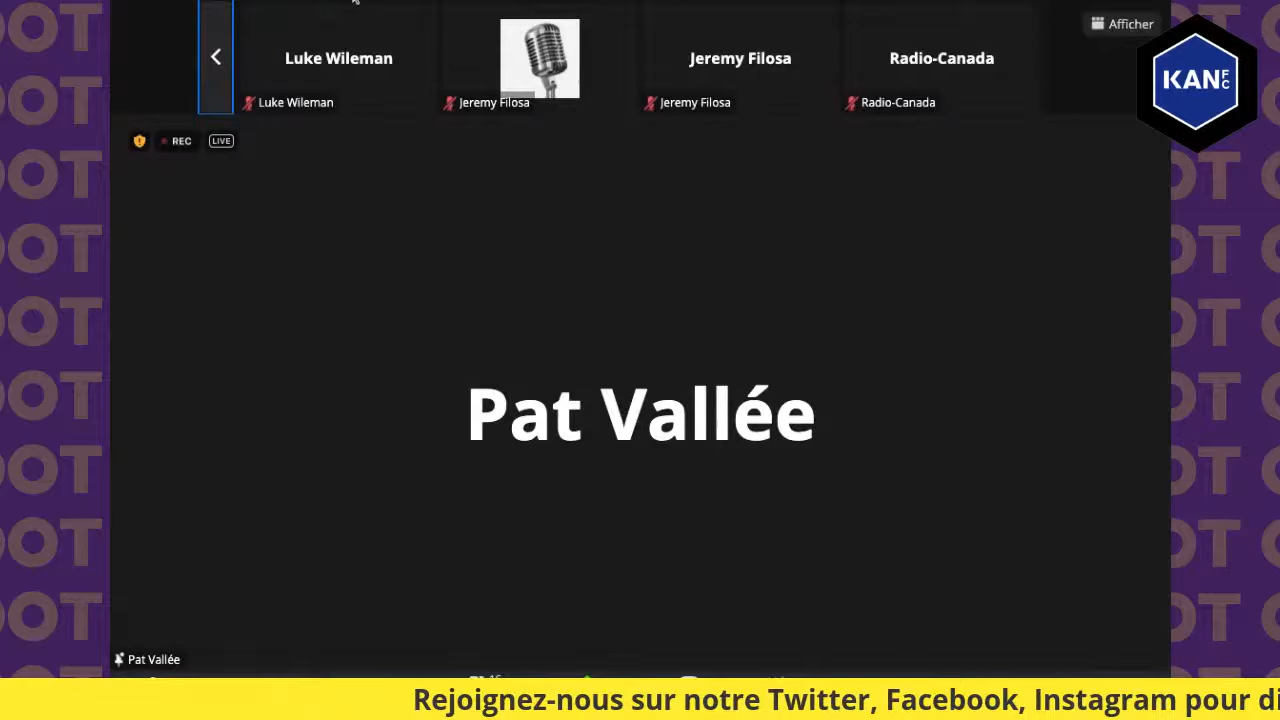 Afficher
Luke Wileman
Jeremy Filosa
Radio-Canada
Luke Wileman
Jeremy Filosa
Jeremy Filosa
Radio-Canada
KAN FC
REC
LIVE
Pat Vallée
Pat Vallée
Rejoignez-nous sur notre Twitter, Facebook, Instagram pour di